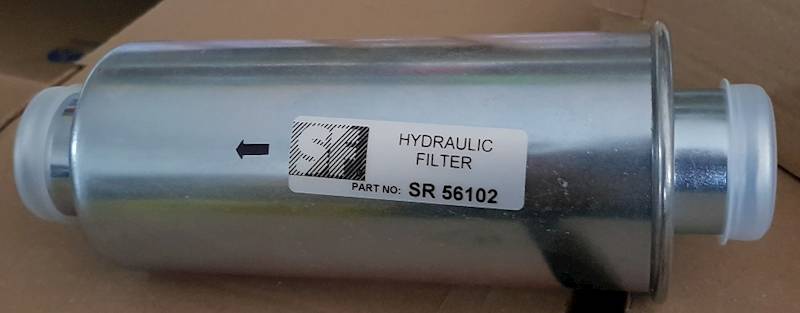 SF
HYDRAULIC
FILTER
PART NO: SR 56102